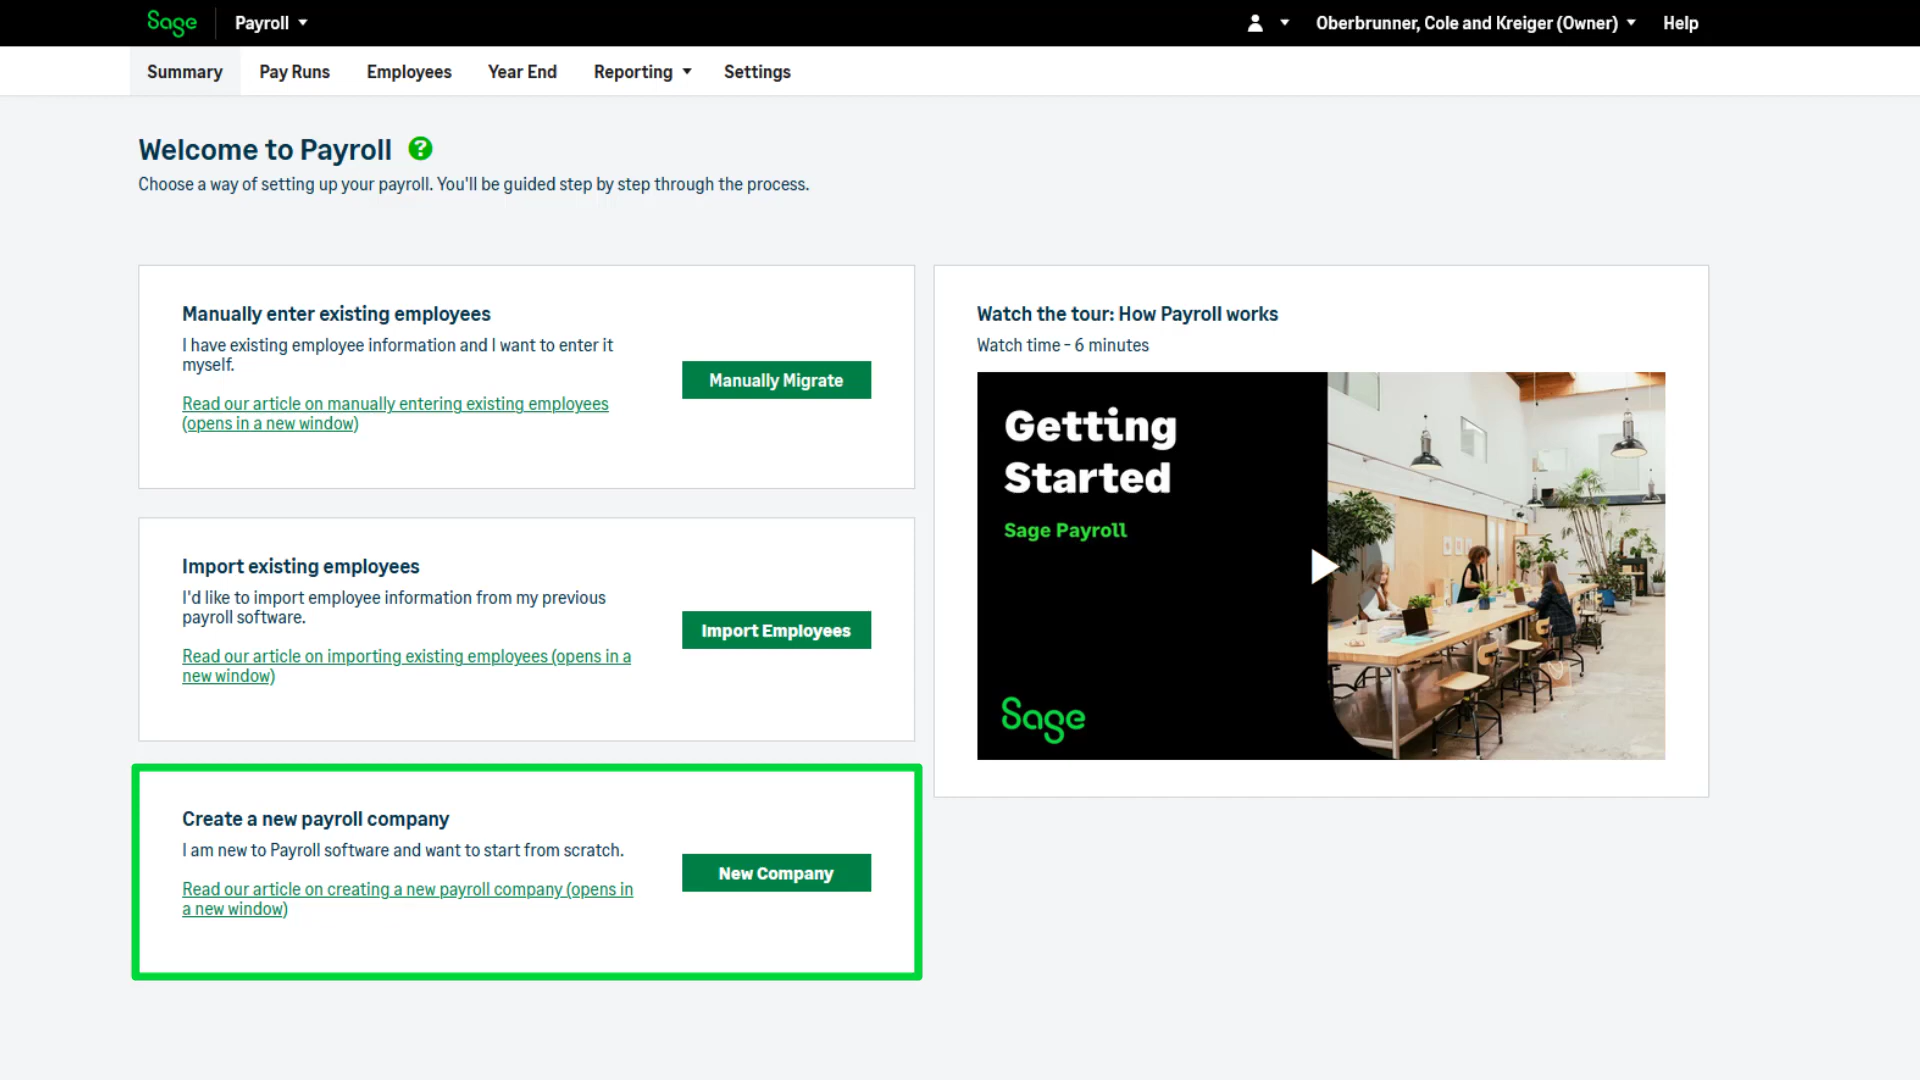 Sage
Payroll
Oberbrunner, Cole and Kreiger (Owner)
Help
Summary
Pay Runs
Employees
Year End
Reporting
Settings
Welcome to Payroll ?
Choose a way of setting up your payroll. You'll be guided step by step through the process.
Manually enter existing employees
I have existing employee information and I want to enter it
myself.
Read our article on manually entering existing employees
(opens in a new window)
Manually Migrate
Import existing employees
I'd like to import employee information from my previous
payroll software.
Read our article on importing existing employees (opens in a
new window)
Import Employees
Create a new payroll company
I am new to Payroll software and want to start from scratch.
Read our article on creating a new payroll company (opens in
a new window)
New Company
Watch the tour: How Payroll works
Watch time - 6 minutes
Getting
Started
Sage Payroll
Sage